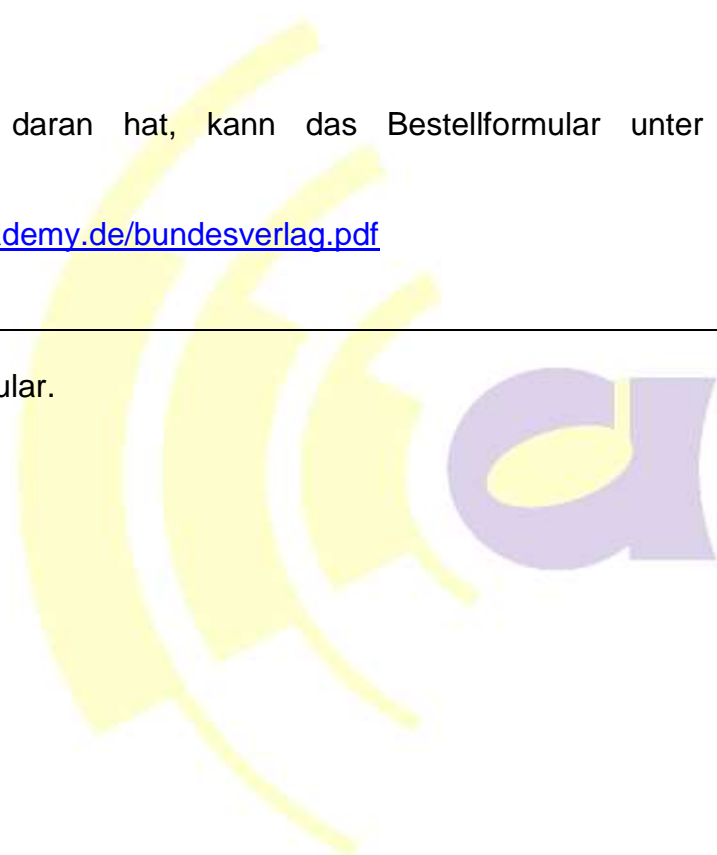 daran hat, kann das Bestellformular unter
demy.de/bundesverlag.pdf
ular.